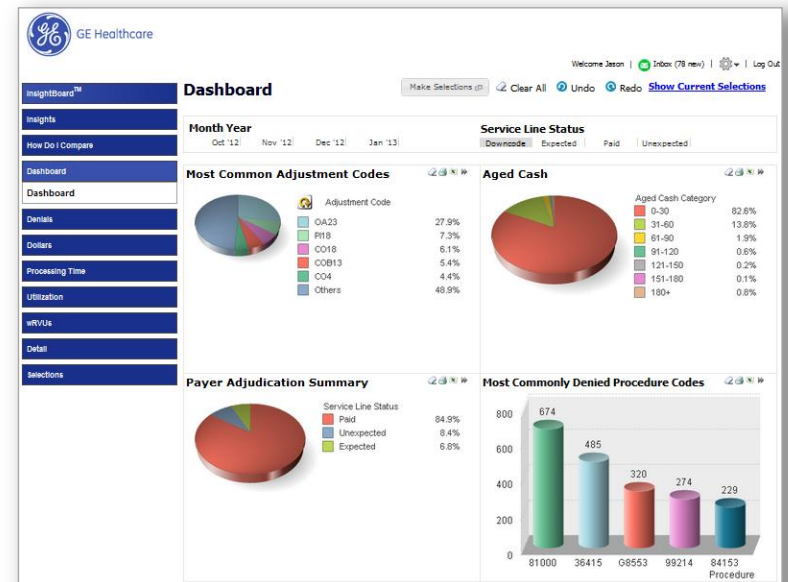 GE Healthcare
Welcome Jason | Inbox (78 new) | | Log Out
InsightBoard™
Dashboard
Make Selections
Clear All
Undo
Redo
Show Current Selections
Insights
How Do I Compare
Dashboard
Dashboard
Denials
Dollars
Processing Time
Utilization
wRVUs
Detail
Selections
Month Year
Oct '12 Nov '12 Dec '12 Jan '13
Service Line Status
Downcode Expected Paid Unexpected
Most Common Adjustment Codes
Adjustment Code
OA23 27.9%
PI18 7.3%
CO18 6.1%
COB13 5.4%
CO4 4.4%
Others 48.9%
Aged Cash
Aged Cash Category
0-30 82.6%
31-60 13.8%
61-90 1.9%
91-120 0.6%
121-150 0.2%
151-180 0.1%
180+ 0.8%
Payer Adjudication Summary
Service Line Status
Paid 84.9%
Unexpected 8.4%
Expected 6.8%
Most Commonly Denied Procedure Codes
800
600
400
200
0
674
485
320
274
229
81000 36415 G8553 99214 84153
Procedure